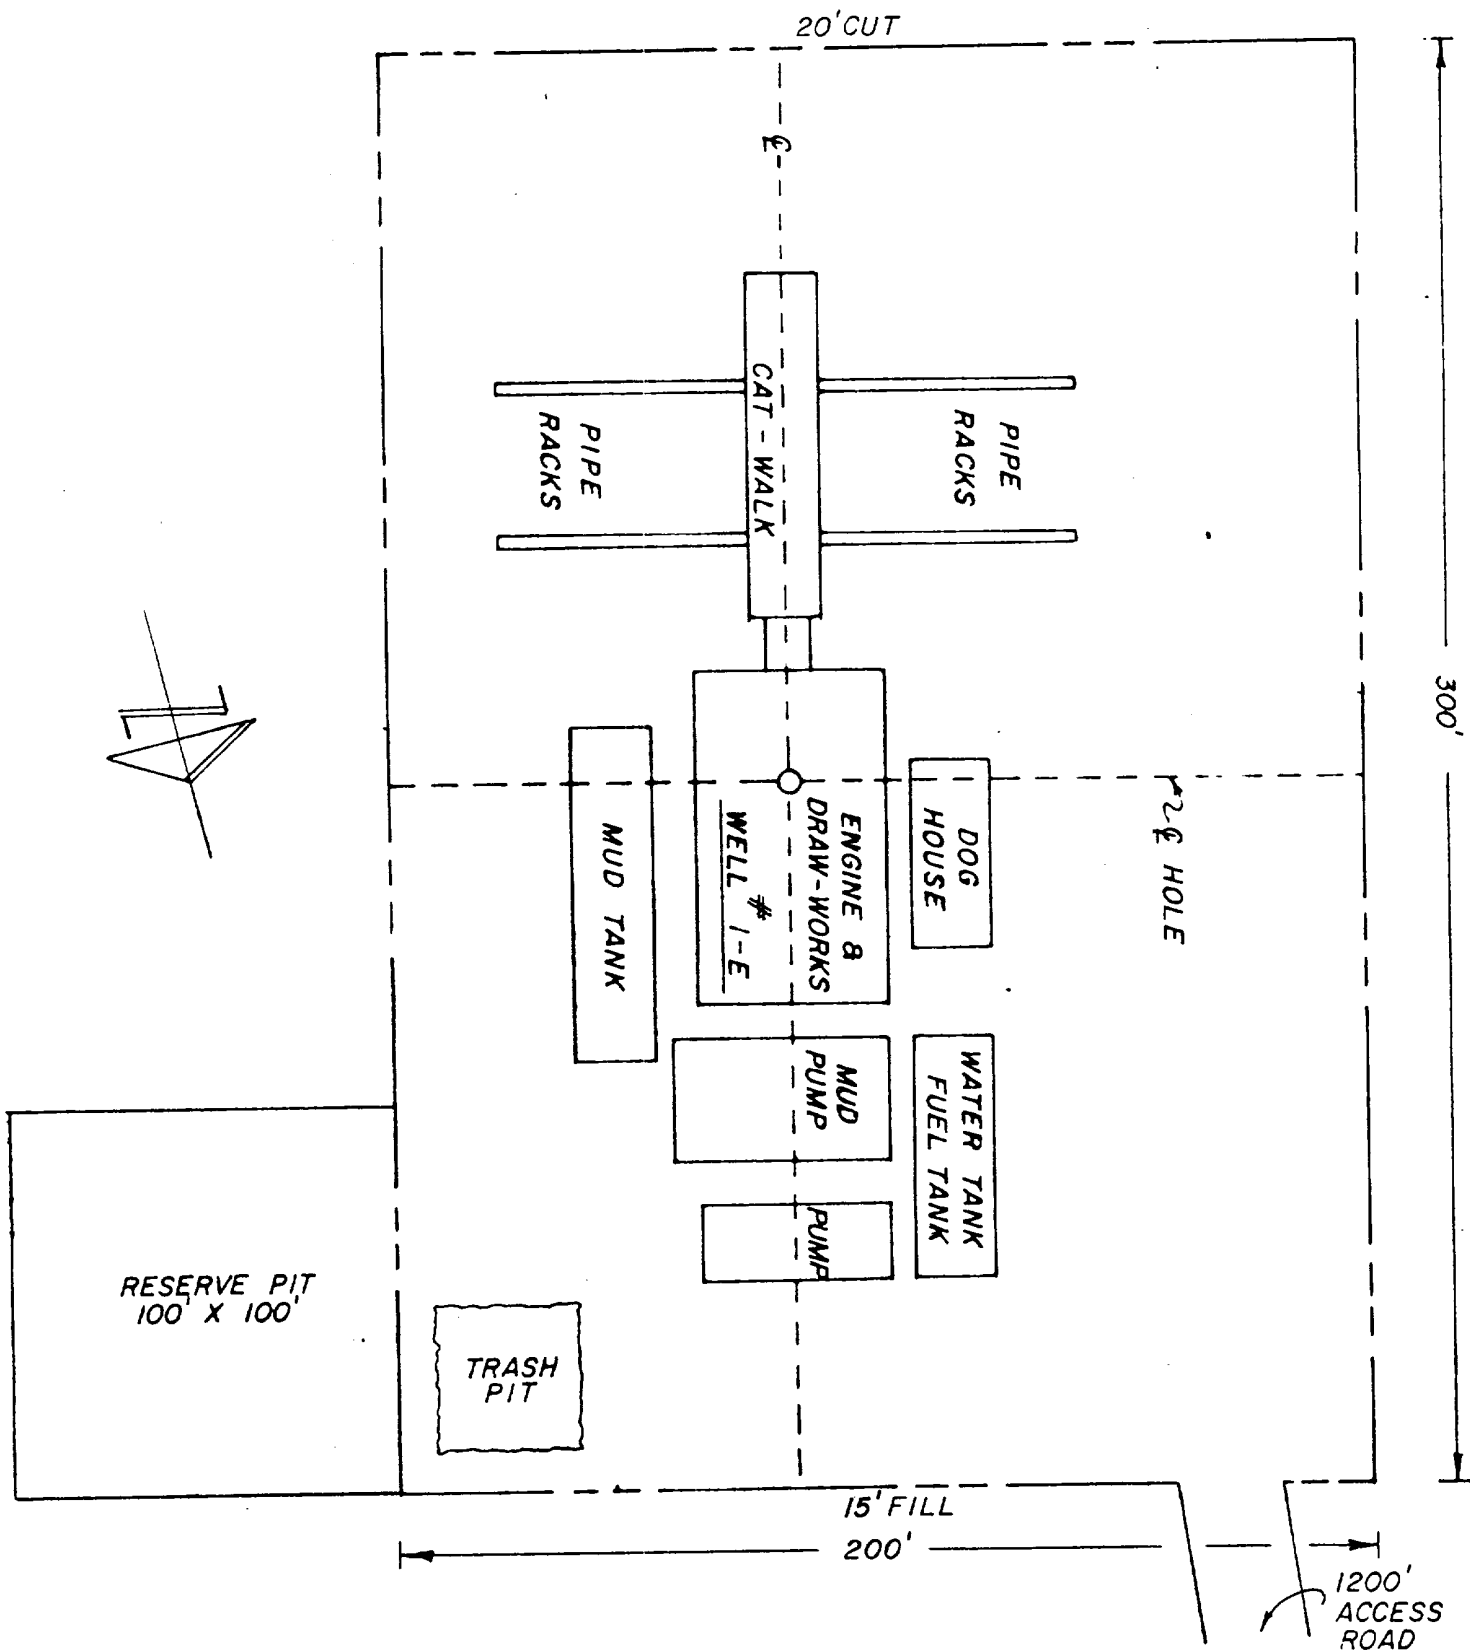 20' CUT
℄
CAT-WALK
PIPE
RACKS
PIPE
RACKS
300'
N
MUD TANK
ENGINE &
DRAW-WORKS
WELL # 1-E
DOG
HOUSE
℄ HOLE
MUD
PUMP
WATER TANK
FUEL TANK
PUMP
RESERVE PIT
100' X 100'
TRASH
PIT
15' FILL
200'
1200'
ACCESS
ROAD